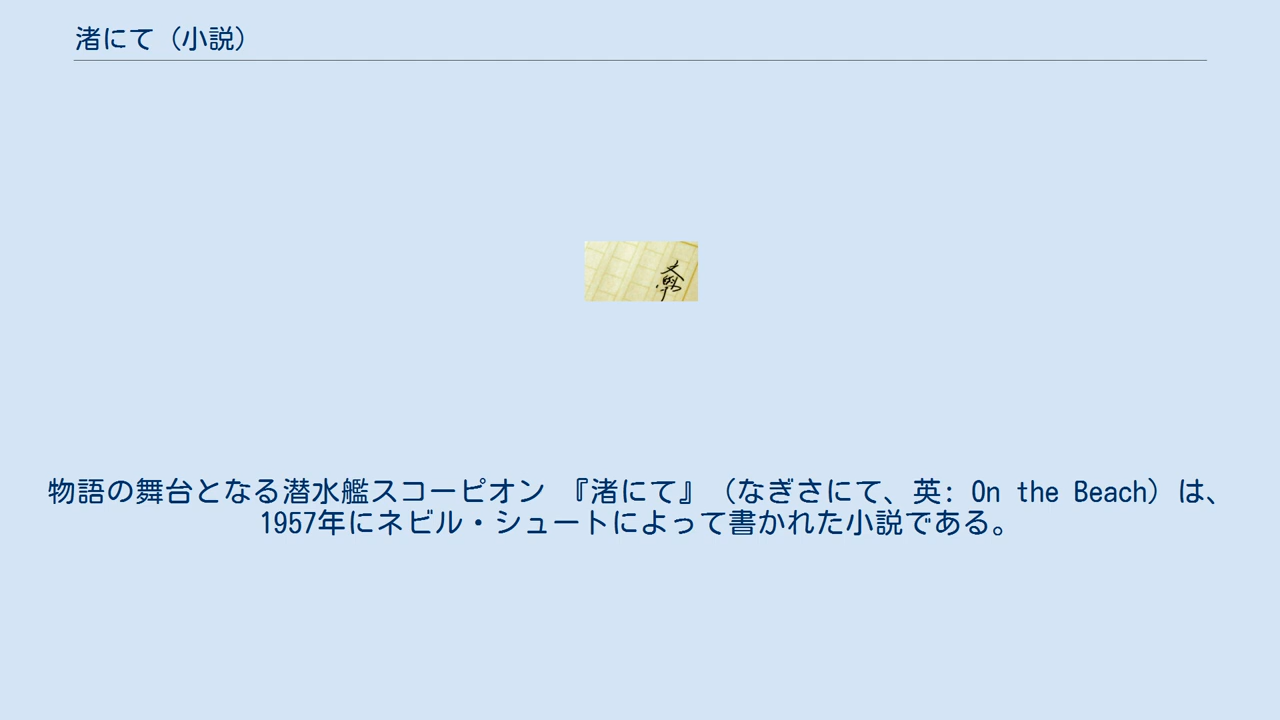 渚にて（小説）
物語の舞台となる潜水艦スコーピオン 『渚にて』（なぎさにて、英: On the Beach）は、
1957年にネビル・シュートによって書かれた小説である。